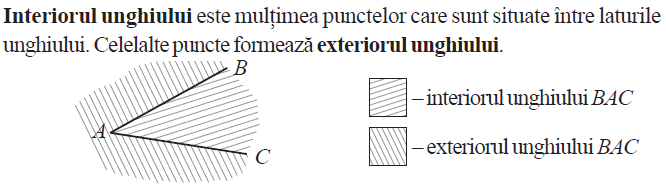 Interiorul unghiului este mulțimea punctelor care sunt situate între laturile
unghiului. Celelalte puncte formează exteriorul unghiului.
B
A
C
– interiorul unghiului BAC
– exteriorul unghiului BAC